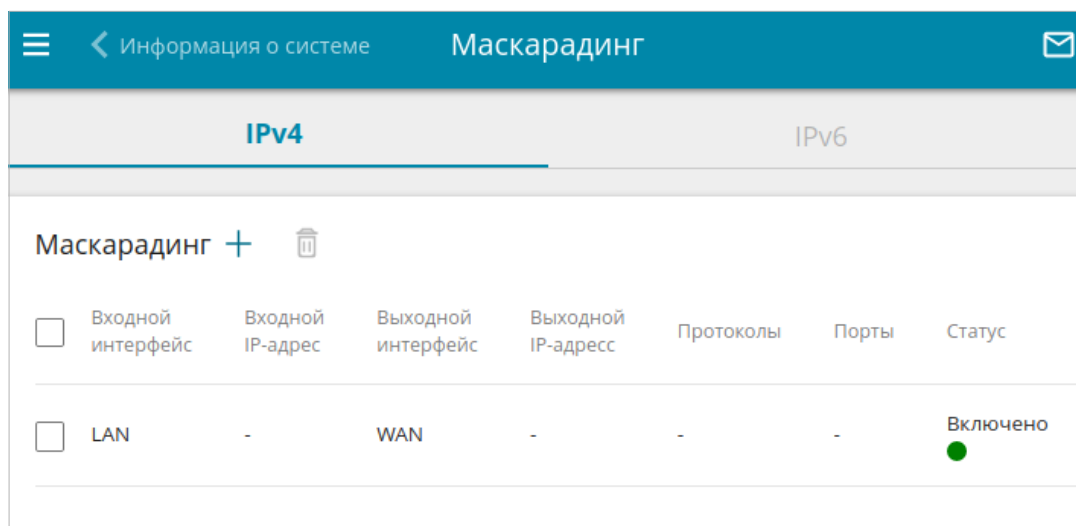 Информация о системе Маскарадинг
IPv4 IPv6
Маскарадинг
Входной интерфейс Входной IP-адрес Выходной интерфейс Выходной IP-адресс Протоколы Порты Статус
LAN - WAN - - - Включено